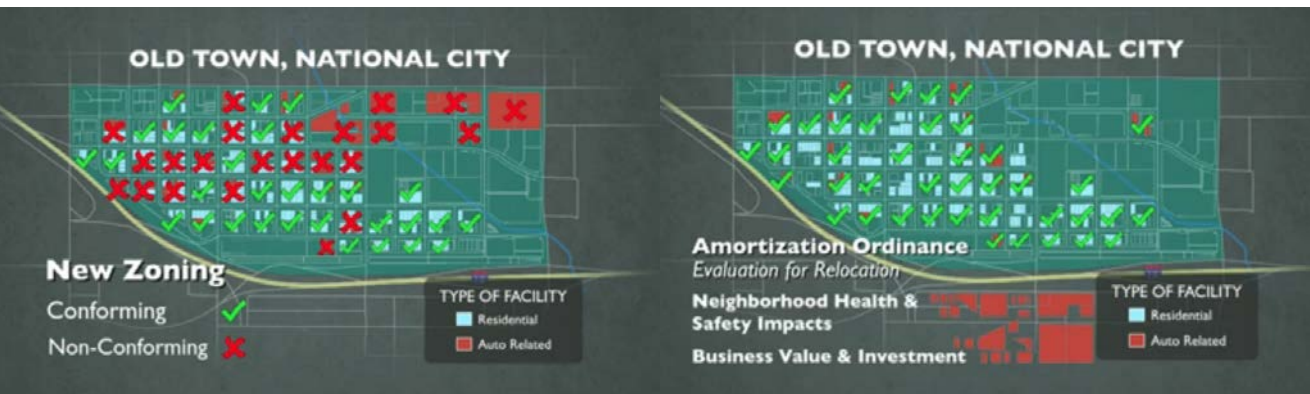 OLD TOWN, NATIONAL CITY
New Zoning
Conforming
Non-Conforming
TYPE OF FACILITY
Residential
Auto Related
OLD TOWN, NATIONAL CITY
Amortization Ordinance
Evaluation for Relocation
Neighborhood Health &
Safety Impacts
Business Value & Investment
TYPE OF FACILITY
Residential
Auto Related